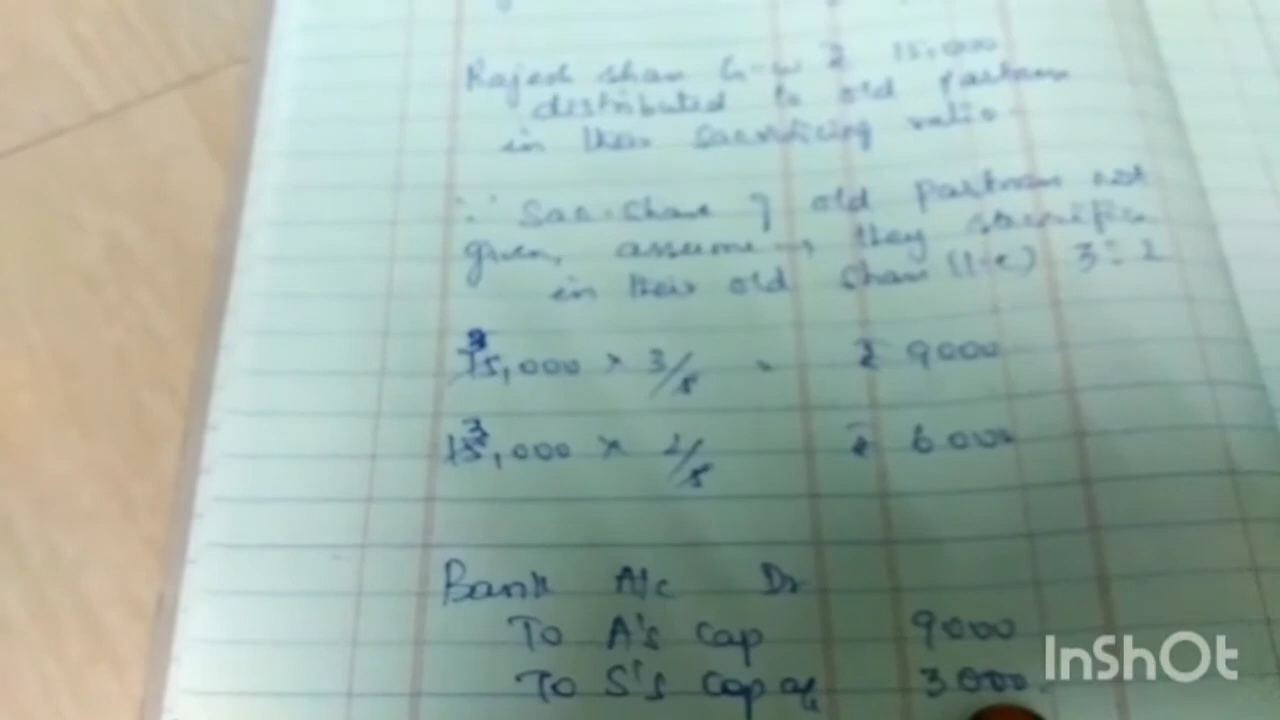 Rajesh share G-w ₹ 15,000
distributed to old partners
in their sacrificing ratio.
∵ Sac. Share of old partners not
given, assume they sacrifice
in their old share (i.e) 3:2
3
15,000 × 3/5 = ₹ 9000
3
15,000 × 2/5 ₹ 6000
Bank A/c Dr
To A's cap 9000
To S's cap a/c 3000
InShOt